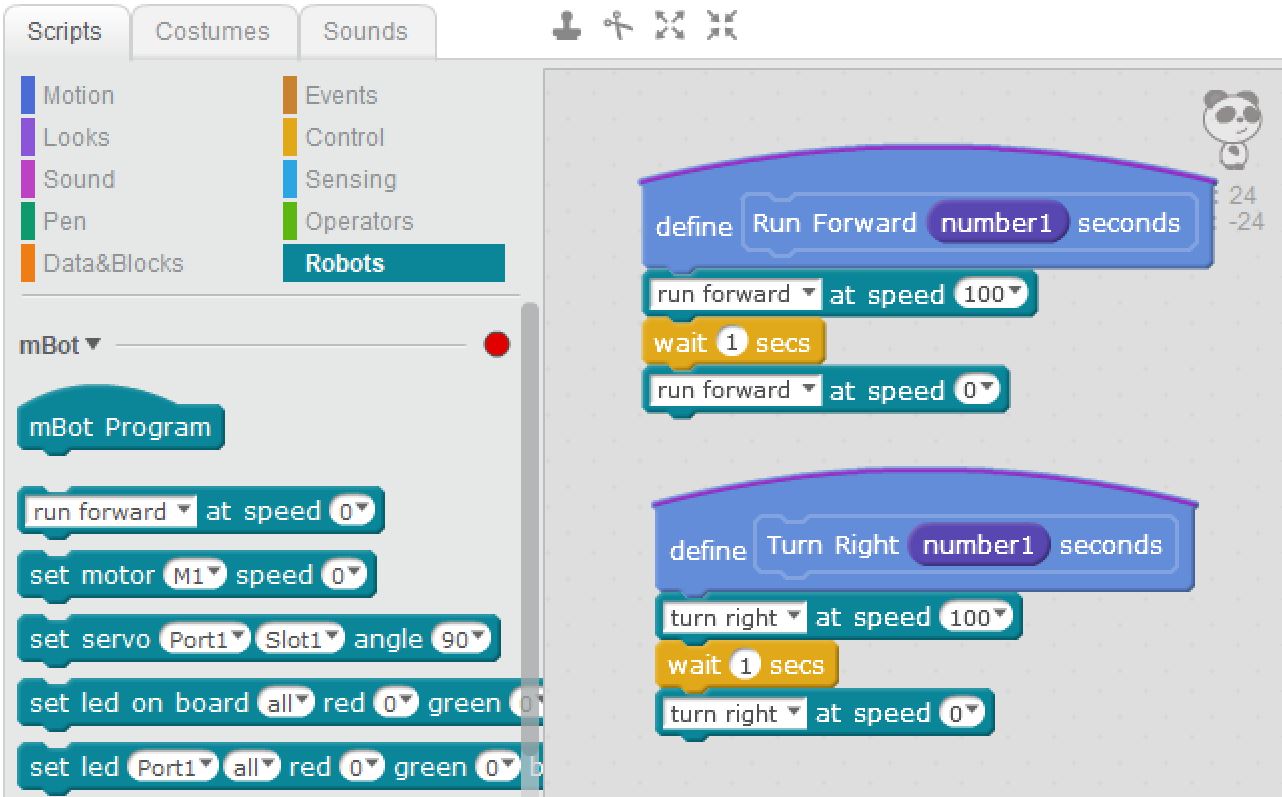 Scripts Costumes Sounds
Motion Events
Looks Control
Sound Sensing
Pen Operators
Data&Blocks Robots
mBot
mBot Program
run forward at speed 0
set motor M1 speed 0
set servo Port1 Slot1 angle 90
set led on board all red 0 green 0
set led Port1 all red 0 green 0 b
: 24
: -24
define Run Forward number1 seconds
run forward at speed 100
wait 1 secs
run forward at speed 0
define Turn Right number1 seconds
turn right at speed 100
wait 1 secs
turn right at speed 0